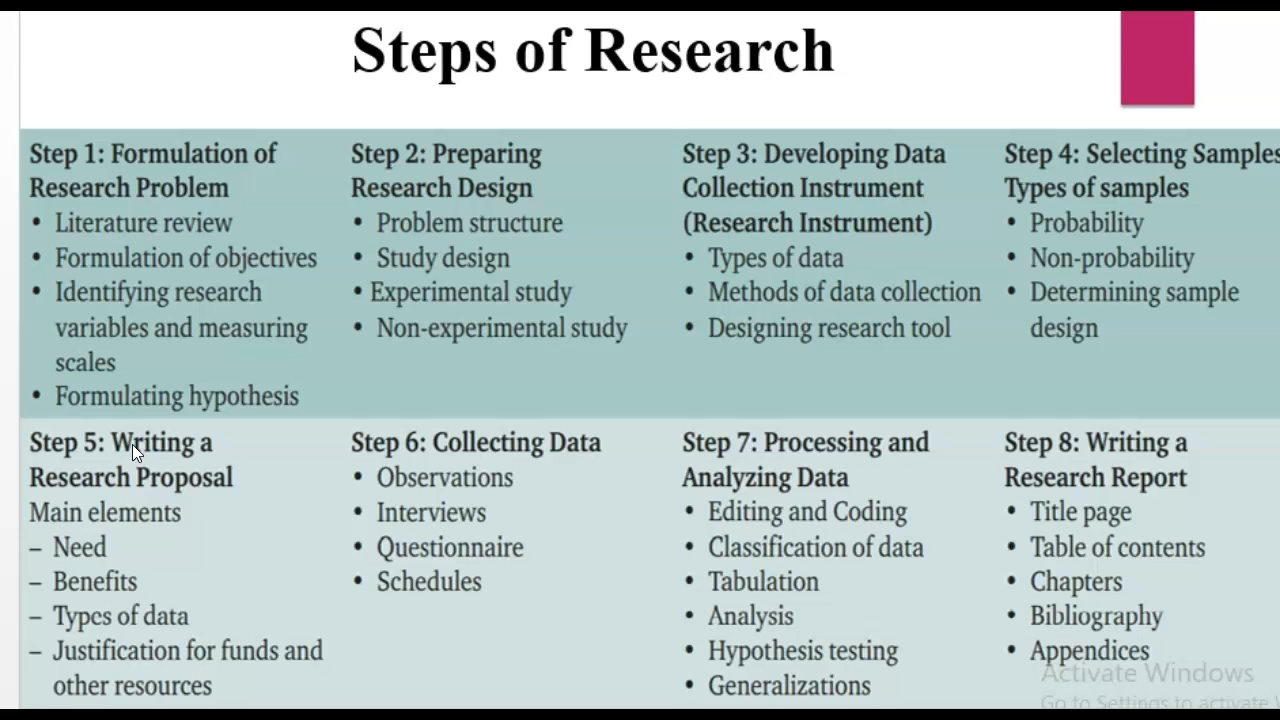 Steps of Research
Step 1: Formulation of
Research Problem
• Literature review
• Formulation of objectives
• Identifying research
variables and measuring
scales
• Formulating hypothesis
Step 2: Preparing
Research Design
• Problem structure
• Study design
• Experimental study
• Non-experimental study
Step 3: Developing Data
Collection Instrument
(Research Instrument)
• Types of data
• Methods of data collection
• Designing research tool
Step 4: Selecting Samples
Types of samples
• Probability
• Non-probability
• Determining sample
design
Step 5: Writing a
Research Proposal
Main elements
– Need
– Benefits
– Types of data
– Justification for funds and
other resources
Step 6: Collecting Data
• Observations
• Interviews
• Questionnaire
• Schedules
Step 7: Processing and
Analyzing Data
• Editing and Coding
• Classification of data
• Tabulation
• Analysis
• Hypothesis testing
• Generalizations
Step 8: Writing a
Research Report
• Title page
• Table of contents
• Chapters
• Bibliography
• Appendices
Activate Windows
Go to Settings to activate